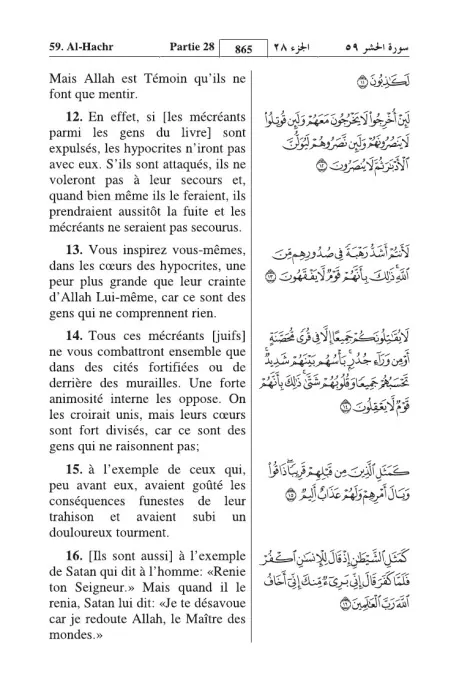 59. Al-Hachr Partie 28 865 الجزء ٢٨ سورة الحشر ٥٩
Mais Allah est Témoin qu’ils ne
font que mentir.
12. En effet, si [les mécréants
parmi les gens du livre] sont
expulsés, les hypocrites n’iront pas
avec eux. S’ils sont attaqués, ils ne
voleront pas à leur secours et,
quand bien même ils le feraient, ils
prendraient aussitôt la fuite et les
mécréants ne seraient pas secourus.
13. Vous inspirez vous-mêmes,
dans les cœurs des hypocrites, une
peur plus grande que leur crainte
d’Allah Lui-même, car ce sont des
gens qui ne comprennent rien.
14. Tous ces mécréants [juifs]
ne vous combattront ensemble que
dans des cités fortifiées ou de
derrière des murailles. Une forte
animosité interne les oppose. On
les croirait unis, mais leurs cœurs
sont fort divisés, car ce sont des
gens qui ne raisonnent pas;
15. à l’exemple de ceux qui,
peu avant eux, avaient goûté les
conséquences funestes de leur
trahison et avaient subi un
douloureux tourment.
16. [Ils sont aussi] à l’exemple
de Satan qui dit à l’homme: «Renie
ton Seigneur.» Mais quand il le
renia, Satan lui dit: «Je te désavoue
car je redoute Allah, le Maître des
mondes.»
لَكَـٰذِبُونَ ١١
لَئِنْ أُخْرِجُوا۟ لَا يَخْرُجُونَ مَعَهُمْ وَلَئِن قُوتِلُوا۟
لَا يَنصُرُونَهُمْ وَلَئِن نَّصَرُوهُمْ لَيُوَلُّنَّ
ٱلْأَدْبَـٰرَ ثُمَّ لَا يُنصَرُونَ ١٢
لَأَنتُمْ أَشَدُّ رَهْبَةً فِى صُدُورِهِم مِّنَ
ٱللَّهِ ذَٰلِكَ بِأَنَّهُمْ قَوْمٌ لَّا يَفْقَهُونَ ١٣
لَا يُقَـٰتِلُونَكُمْ جَمِيعًا إِلَّا فِى قُرًى مُّحَصَّنَةٍ
أَوْ مِن وَرَآءِ جُدُرٍۭ بَأْسُهُم بَيْنَهُمْ شَدِيدٌ
تَحْسَبُهُمْ جَمِيعًا وَقُلُوبُهُمْ شَتَّىٰ ذَٰلِكَ بِأَنَّهُمْ
قَوْمٌ لَّا يَعْقِلُونَ ١٤
كَمَثَلِ ٱلَّذِينَ مِن قَبْلِهِمْ قَرِيبًا ذَاقُوا۟
وَبَالَ أَمْرِهِمْ وَلَهُمْ عَذَابٌ أَلِيمٌ ١٥
كَمَثَلِ ٱلشَّيْطَـٰنِ إِذْ قَالَ لِلْإِنسَـٰنِ ٱكْفُرْ
فَلَمَّا كَفَرَ قَالَ إِنِّى بَرِىٓءٌ مِّنكَ إِنِّىٓ أَخَافُ
ٱللَّهَ رَبَّ ٱلْعَـٰلَمِينَ ١٦